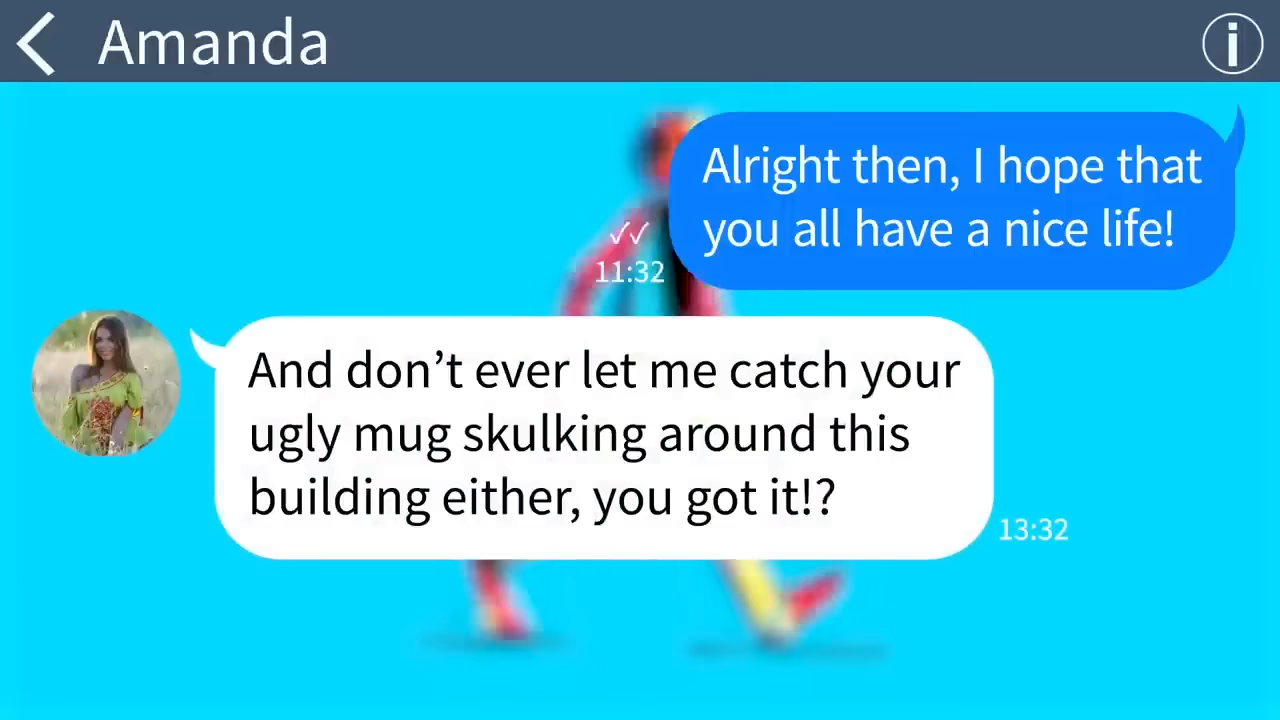 Amanda
i
Alright then, I hope that
you all have a nice life!
✓✓
11:32
And don’t ever let me catch your
ugly mug skulking around this
building either, you got it!?
13:32